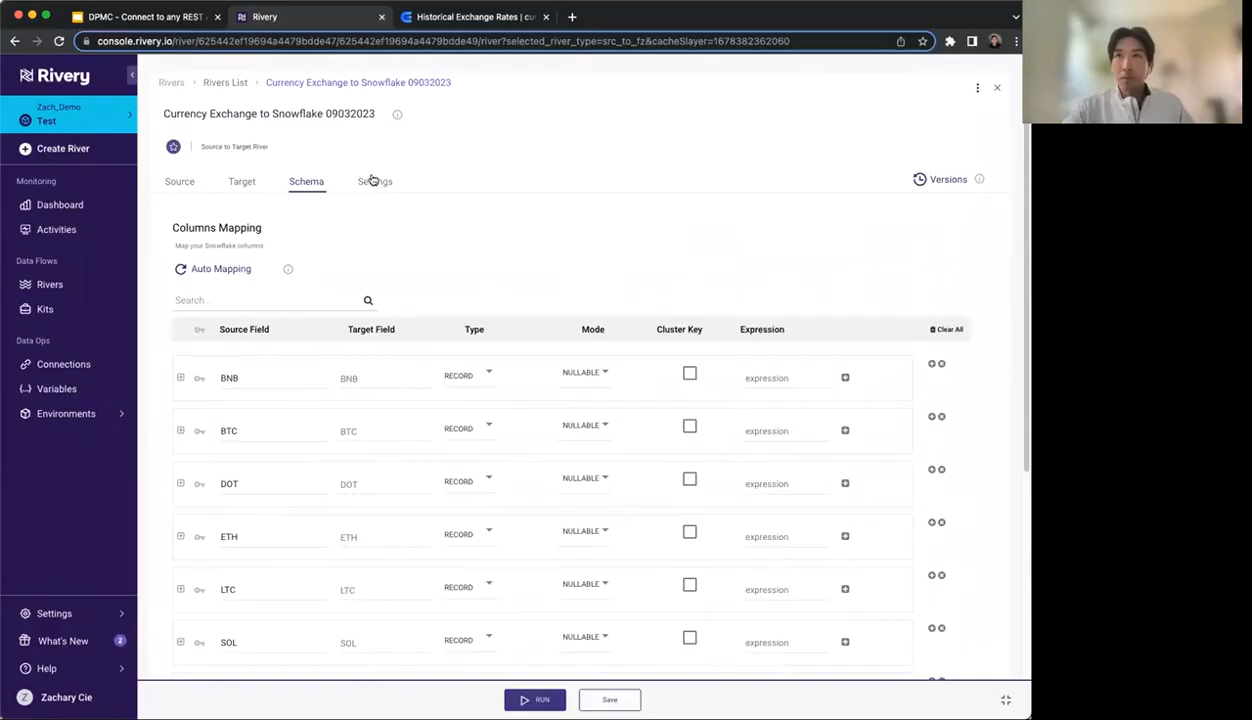 DPMC - Connect to any REST
Rivery
Historical Exchange Rates | cu
console.rivery.io/river/625442ef19694a4479bdde47/625442ef19694a4479bdde49/river?selected_river_type=src_to_fz&cacheSlayer=1678382362060
Rivery
Zach_Demo
Test
Create River
Monitoring
Dashboard
Activities
Data Flows
Rivers
Kits
Data Ops
Connections
Variables
Environments
Settings
What's New 2
Help
Z Zachary Cie
Rivers > Rivers List > Currency Exchange to Snowflake 09032023
Currency Exchange to Snowflake 09032023
Source to Target River
Source Target Schema Settings
Versions
Columns Mapping
Map your Snowflake columns.
Auto Mapping
Search...
Source Field Target Field Type Mode Cluster Key Expression Clear All
BNB BNB RECORD NULLABLE expression
BTC BTC RECORD NULLABLE expression
DOT DOT RECORD NULLABLE expression
ETH ETH RECORD NULLABLE expression
LTC LTC RECORD NULLABLE expression
SOL SOL RECORD NULLABLE expression
RUN Save